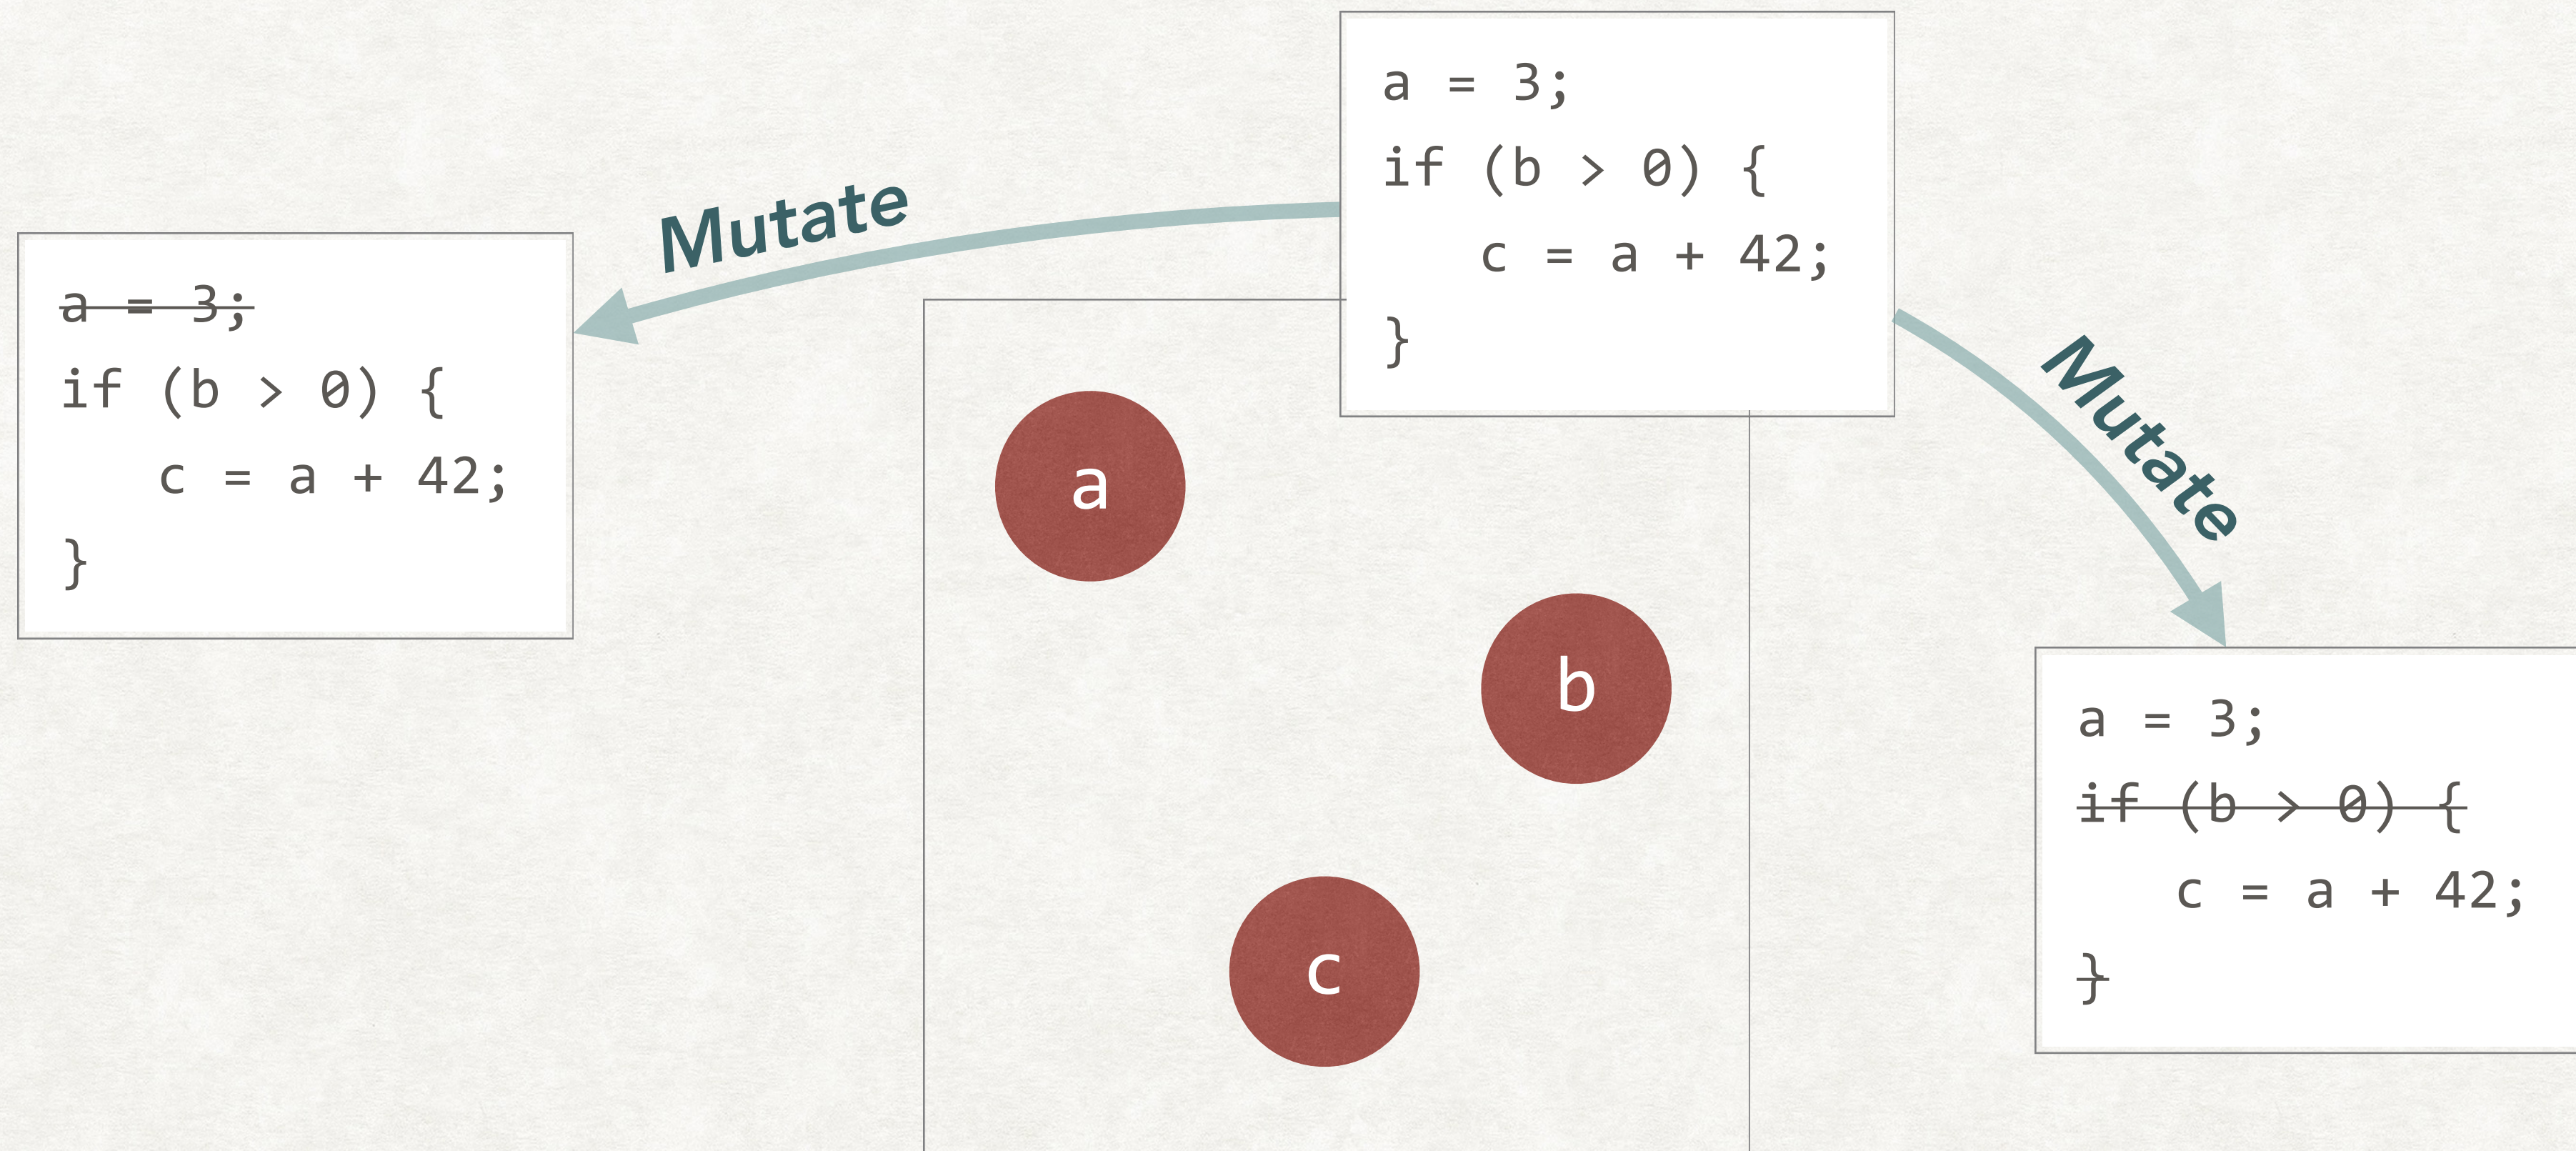 a = 3;
if (b > 0) {
   c = a + 42;
}
Mutate
a = 3;
if (b > 0) {
   c = a + 42;
}
Mutate
a
b
c
a = 3;
if (b > 0) {
   c = a + 42;
}